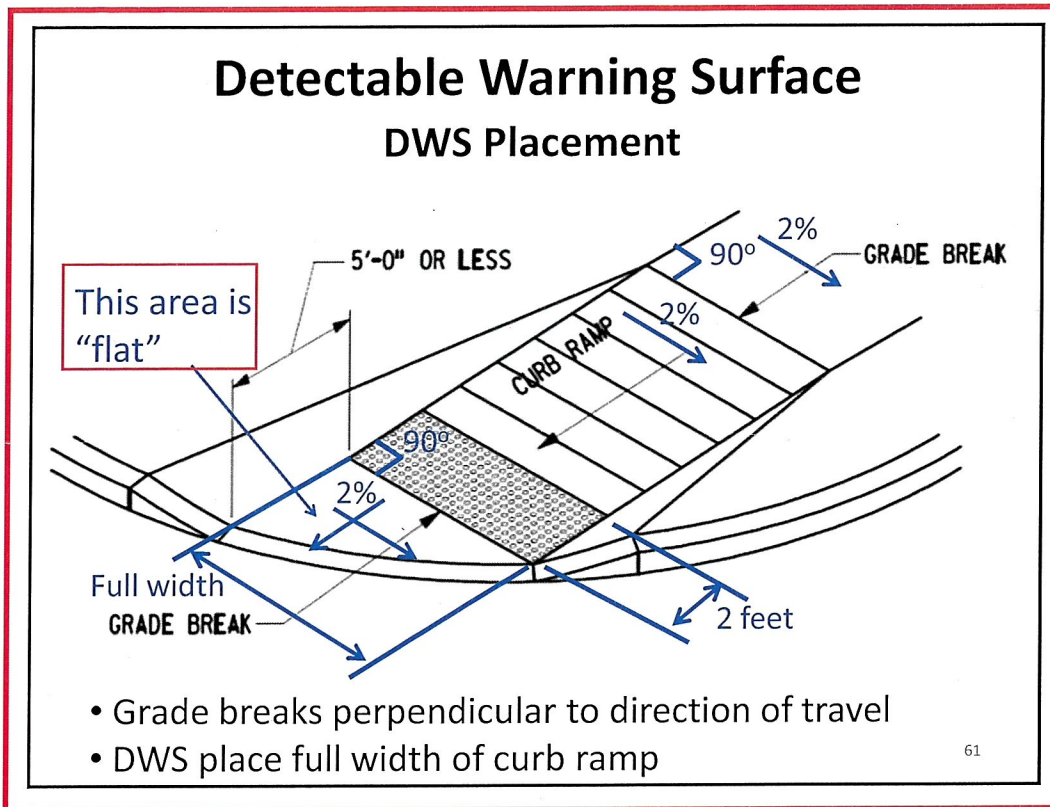 Detectable Warning Surface
DWS Placement
5'-0" OR LESS
90o
2%
GRADE BREAK
This area is
"flat"
2%
CURB RAMP
90o
2%
Full width
GRADE BREAK
2 feet
• Grade breaks perpendicular to direction of travel
• DWS place full width of curb ramp
61